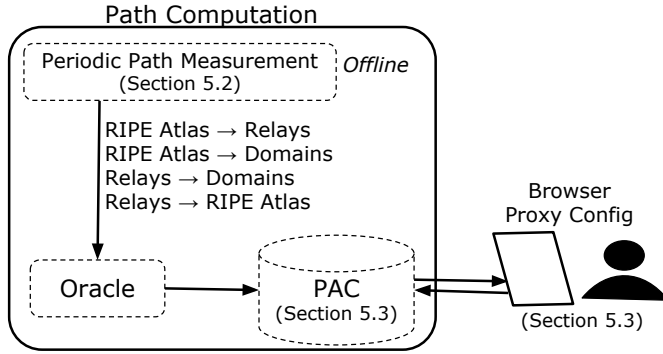 Path Computation
Periodic Path Measurement
(Section 5.2)
Offline
RIPE Atlas → Relays
RIPE Atlas → Domains
Relays → Domains
Relays → RIPE Atlas
Browser
Proxy Config
Oracle
PAC
(Section 5.3)
(Section 5.3)